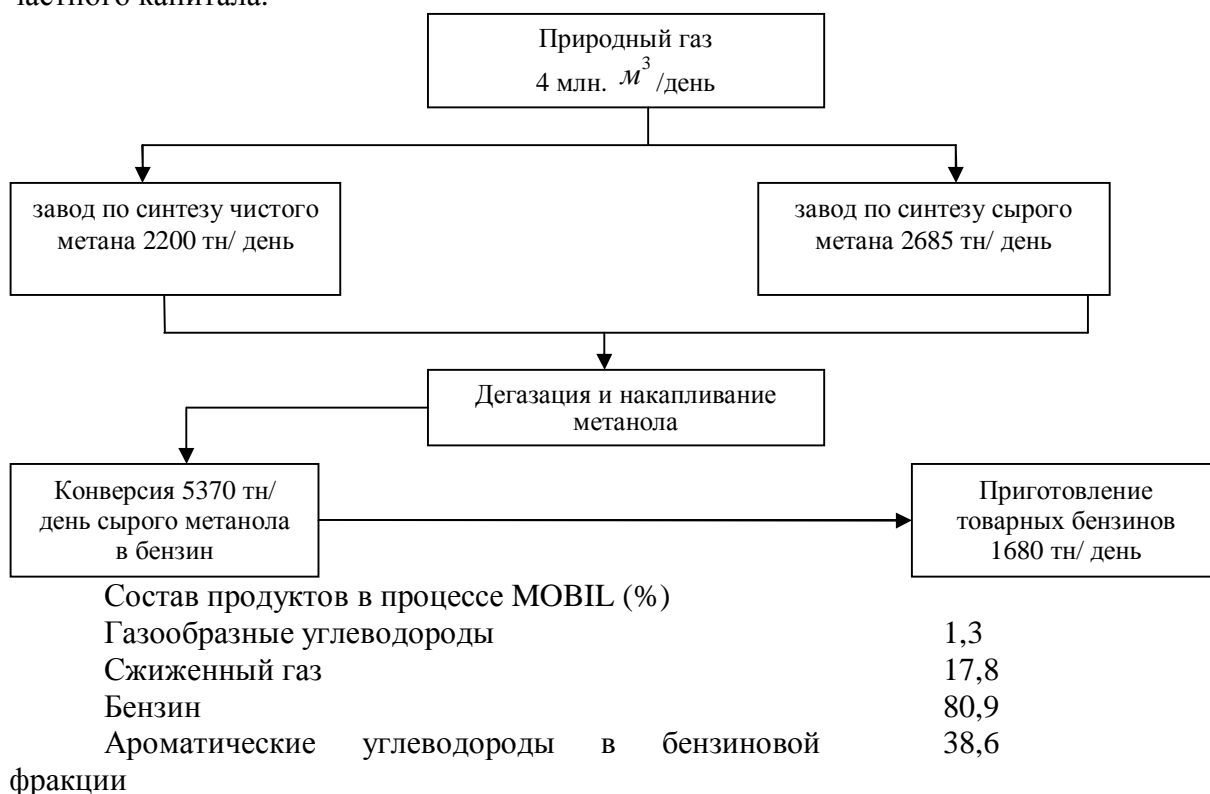 частного капитала.
Природный газ
4 млн. м³/день
завод по синтезу чистого
метана 2200 тн/ день
завод по синтезу сырого
метана 2685 тн/ день
Дегазация и накапливание
метанола
Конверсия 5370 тн/
день сырого метанола
в бензин
Приготовление
товарных бензинов
1680 тн/ день
Состав продуктов в процессе MOBIL (%)
Газообразные углеводороды 1,3
Сжиженный газ 17,8
Бензин 80,9
Ароматические углеводороды в бензиновой 38,6
фракции